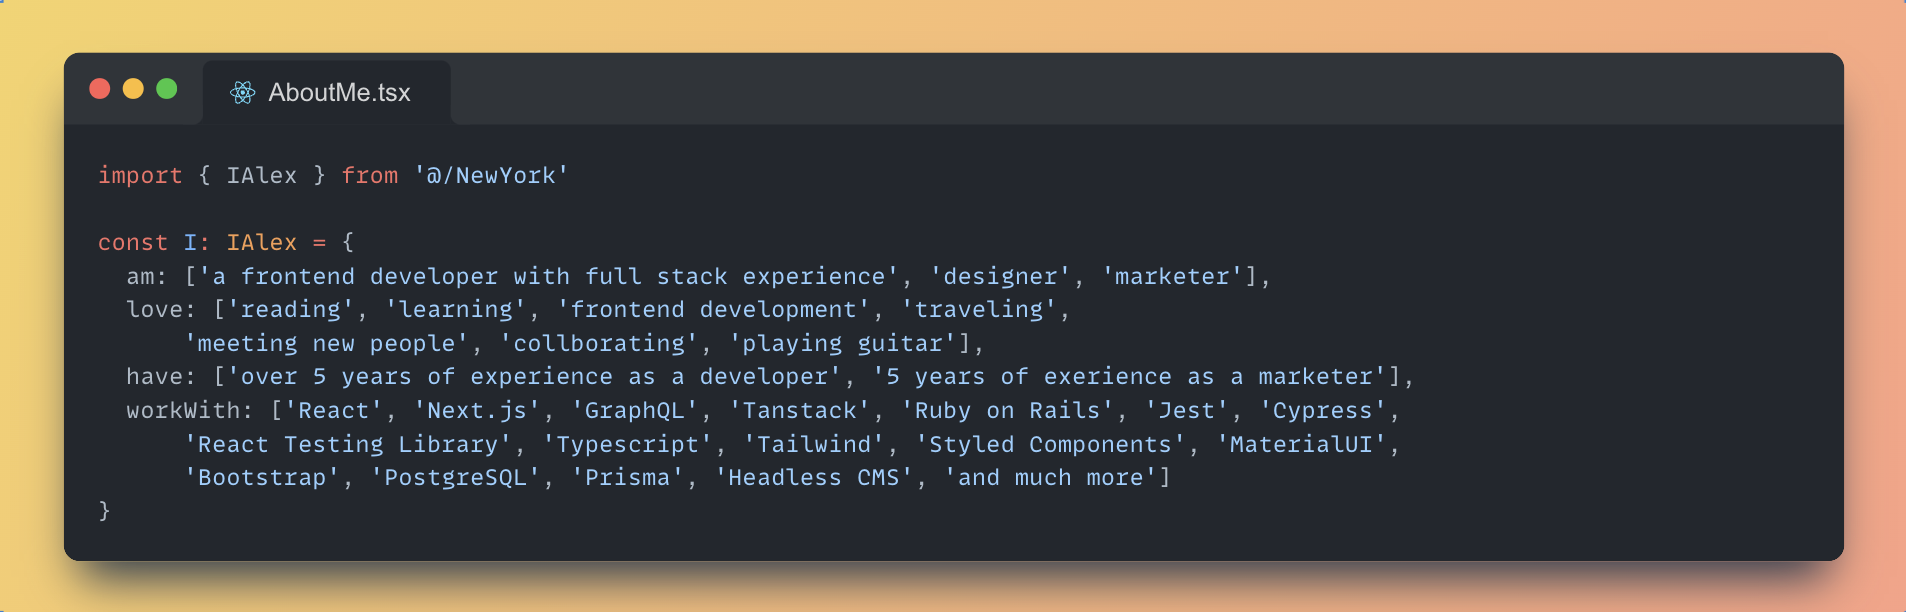 AboutMe.tsx
import { IAlex } from '@/NewYork'
const I: IAlex = {
am: ['a frontend developer with full stack experience', 'designer', 'marketer'],
love: ['reading', 'learning', 'frontend development', 'traveling',
'meeting new people', 'collborating', 'playing guitar'],
have: ['over 5 years of experience as a developer', '5 years of exerience as a marketer'],
workWith: ['React', 'Next.js', 'GraphQL', 'Tanstack', 'Ruby on Rails', 'Jest', 'Cypress',
'React Testing Library', 'Typescript', 'Tailwind', 'Styled Components', 'MaterialUI',
'Bootstrap', 'PostgreSQL', 'Prisma', 'Headless CMS', 'and much more']
}